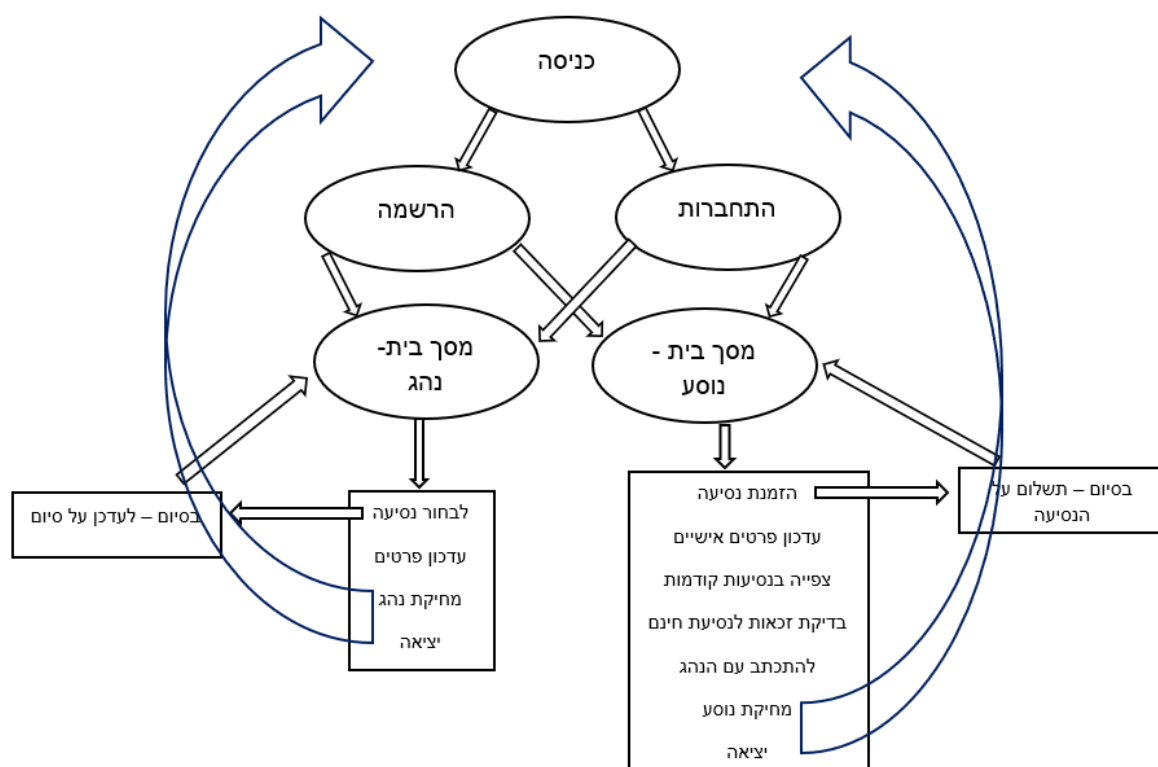 כניסה
התחברות
הרשמה
מסך בית -
נוסע
מסך בית-
נהג
הזמנת נסיעה
עדכון פרטים אישיים
צפייה בנסיעות קודמות
בדיקת זכאות לנסיעת חינם
להתכתב עם הנהג
מחיקת נוסע
יציאה
בסיום – תשלום על
הנסיעה
לבחור נסיעה
עדכון פרטים
מחיקת נהג
יציאה
בסיום – לעדכן על סיום